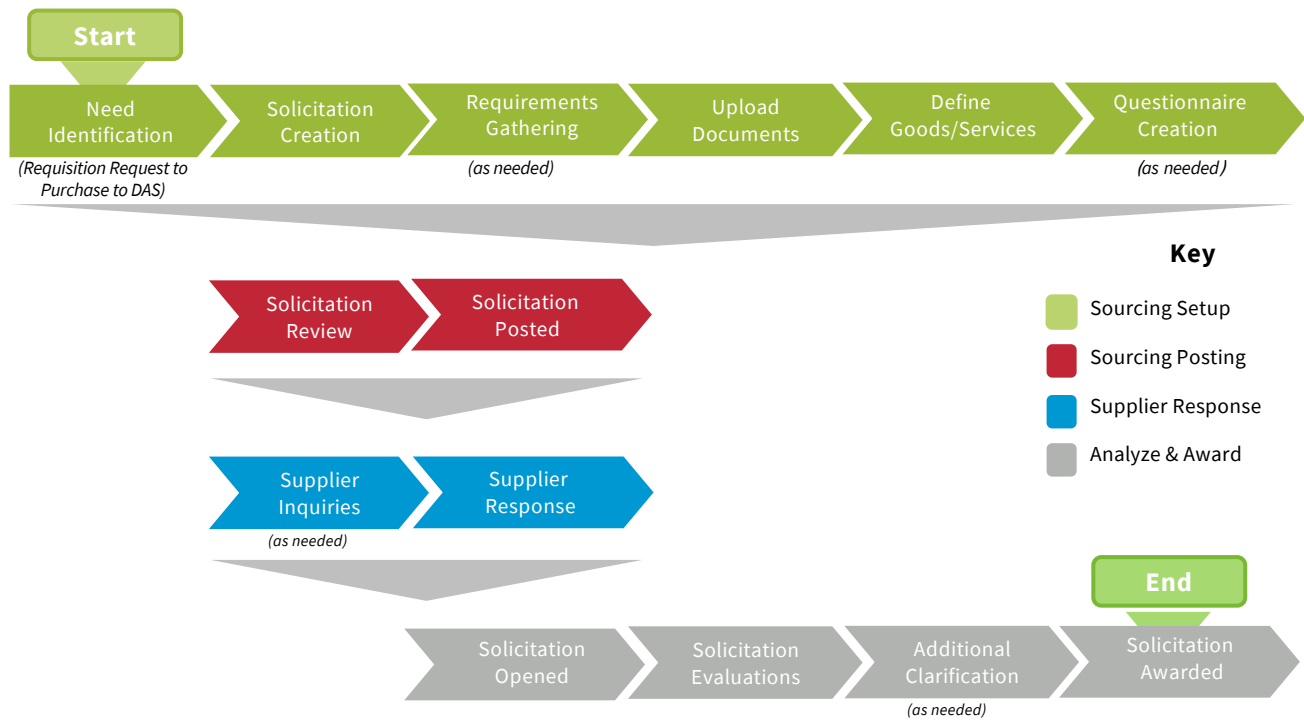 Start
Need
Identification
(Requisition Request to
Purchase to DAS)
Solicitation
Creation
Requirements
Gathering
(as needed)
Upload
Documents
Define
Goods/Services
Questionnaire
Creation
(as needed)
Solicitation
Review
Solicitation
Posted
Key
Sourcing Setup
Sourcing Posting
Supplier Response
Analyze & Award
Supplier
Inquiries
(as needed)
Supplier
Response
Solicitation
Opened
Solicitation
Evaluations
Additional
Clarification
(as needed)
End
Solicitation
Awarded